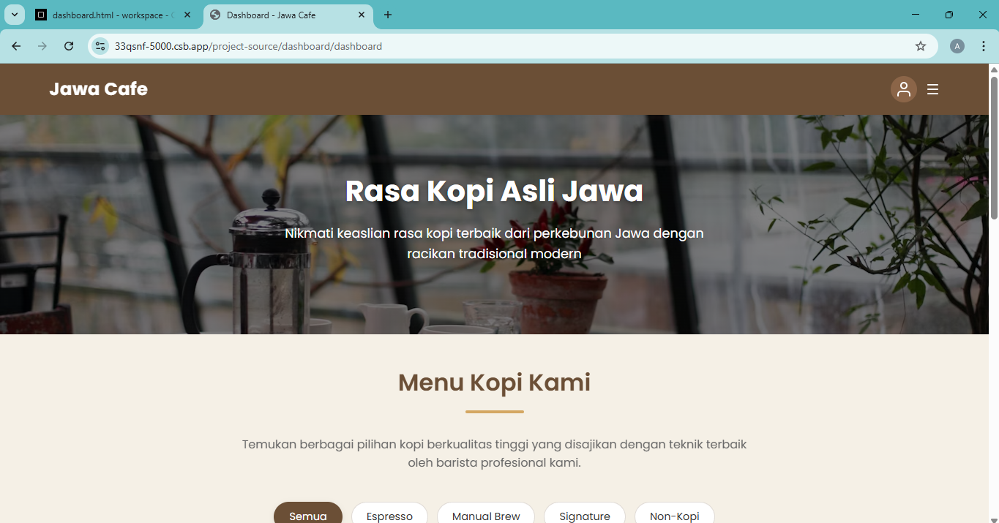 dashboard.html - workspace -
Dashboard - Jawa Cafe
33qsnf-5000.csb.app/project-source/dashboard/dashboard
A
Jawa Cafe
Rasa Kopi Asli Jawa
Nikmati keaslian rasa kopi terbaik dari perkebunan Jawa dengan
racikan tradisional modern
Menu Kopi Kami
Temukan berbagai pilihan kopi berkualitas tinggi yang disajikan dengan teknik terbaik
oleh barista profesional kami.
Semua Espresso Manual Brew Signature Non-Kopi